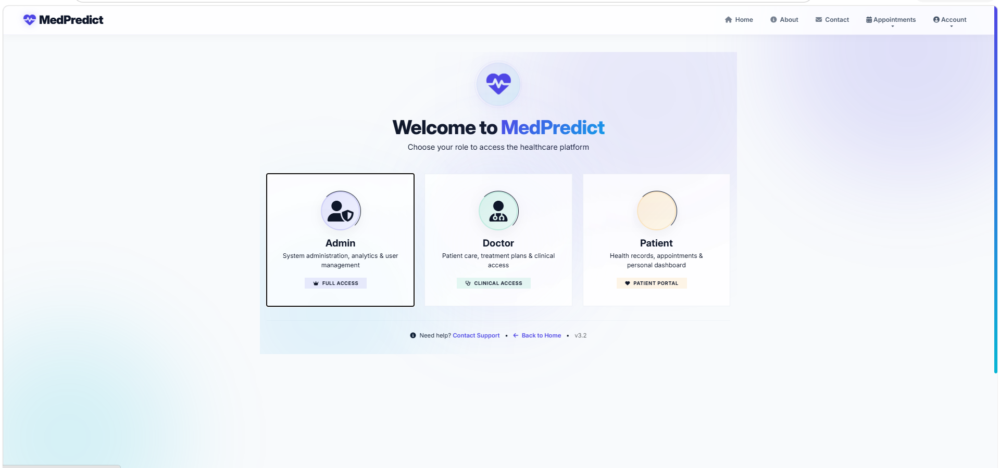 MedPredict
Home
About
Contact
Appointments
Account
Welcome to MedPredict
Choose your role to access the healthcare platform
Admin
System administration, analytics & user
management
FULL ACCESS
Doctor
Patient care, treatment plans & clinical
access
CLINICAL ACCESS
Patient
Health records, appointments &
personal dashboard
PATIENT PORTAL
Need help? Contact Support • Back to Home • v3.2